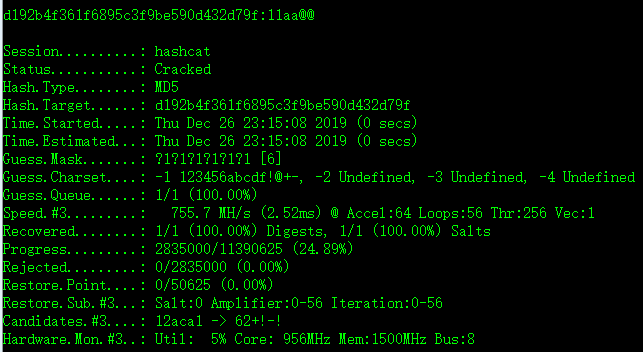 d192b4f361f6895c3f9be590d432d79f:11aa@@
Session..........: hashcat
Status...........: Cracked
Hash.Type........: MD5
Hash.Target......: d192b4f361f6895c3f9be590d432d79f
Time.Started.....: Thu Dec 26 23:15:08 2019 (0 secs)
Time.Estimated...: Thu Dec 26 23:15:08 2019 (0 secs)
Guess.Mask.......: ?1?1?1?1?1?1 [6]
Guess.Charset....: -1 123456abcdf!@+-, -2 Undefined, -3 Undefined, -4 Undefined
Guess.Queue......: 1/1 (100.00%)
Speed.#3.........:   755.7 MH/s (2.52ms) @ Accel:64 Loops:56 Thr:256 Vec:1
Recovered........: 1/1 (100.00%) Digests, 1/1 (100.00%) Salts
Progress.........: 2835000/11390625 (24.89%)
Rejected.........: 0/2835000 (0.00%)
Restore.Point....: 0/50625 (0.00%)
Restore.Sub.#3...: Salt:0 Amplifier:0-56 Iteration:0-56
Candidates.#3....: 12aca1 -> 62+!-!
Hardware.Mon.#3..: Util:  5% Core: 956MHz Mem:1500MHz Bus:8